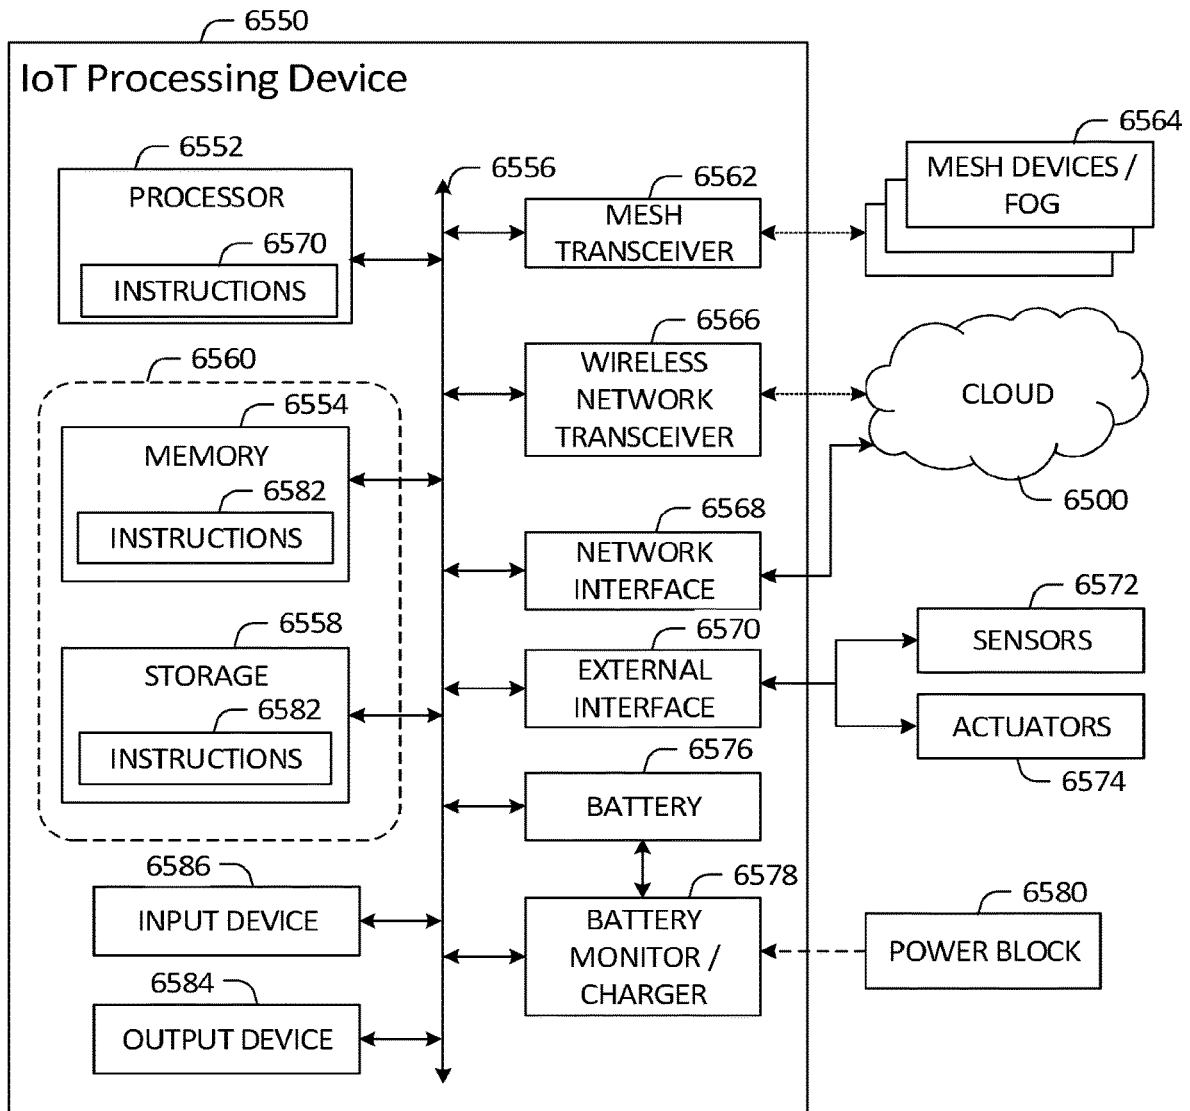 6550
IoT Processing Device
6552
PROCESSOR
6570
INSTRUCTIONS
6560
6554
MEMORY
6582
INSTRUCTIONS
6558
STORAGE
6582
INSTRUCTIONS
6586
INPUT DEVICE
6584
OUTPUT DEVICE
6556
6562
MESH
TRANSCEIVER
6566
WIRELESS
NETWORK
TRANSCEIVER
6568
NETWORK
INTERFACE
6570
EXTERNAL
INTERFACE
6576
BATTERY
6578
BATTERY
MONITOR /
CHARGER
6564
MESH DEVICES /
FOG
CLOUD
6500
6572
SENSORS
ACTUATORS
6574
6580
POWER BLOCK